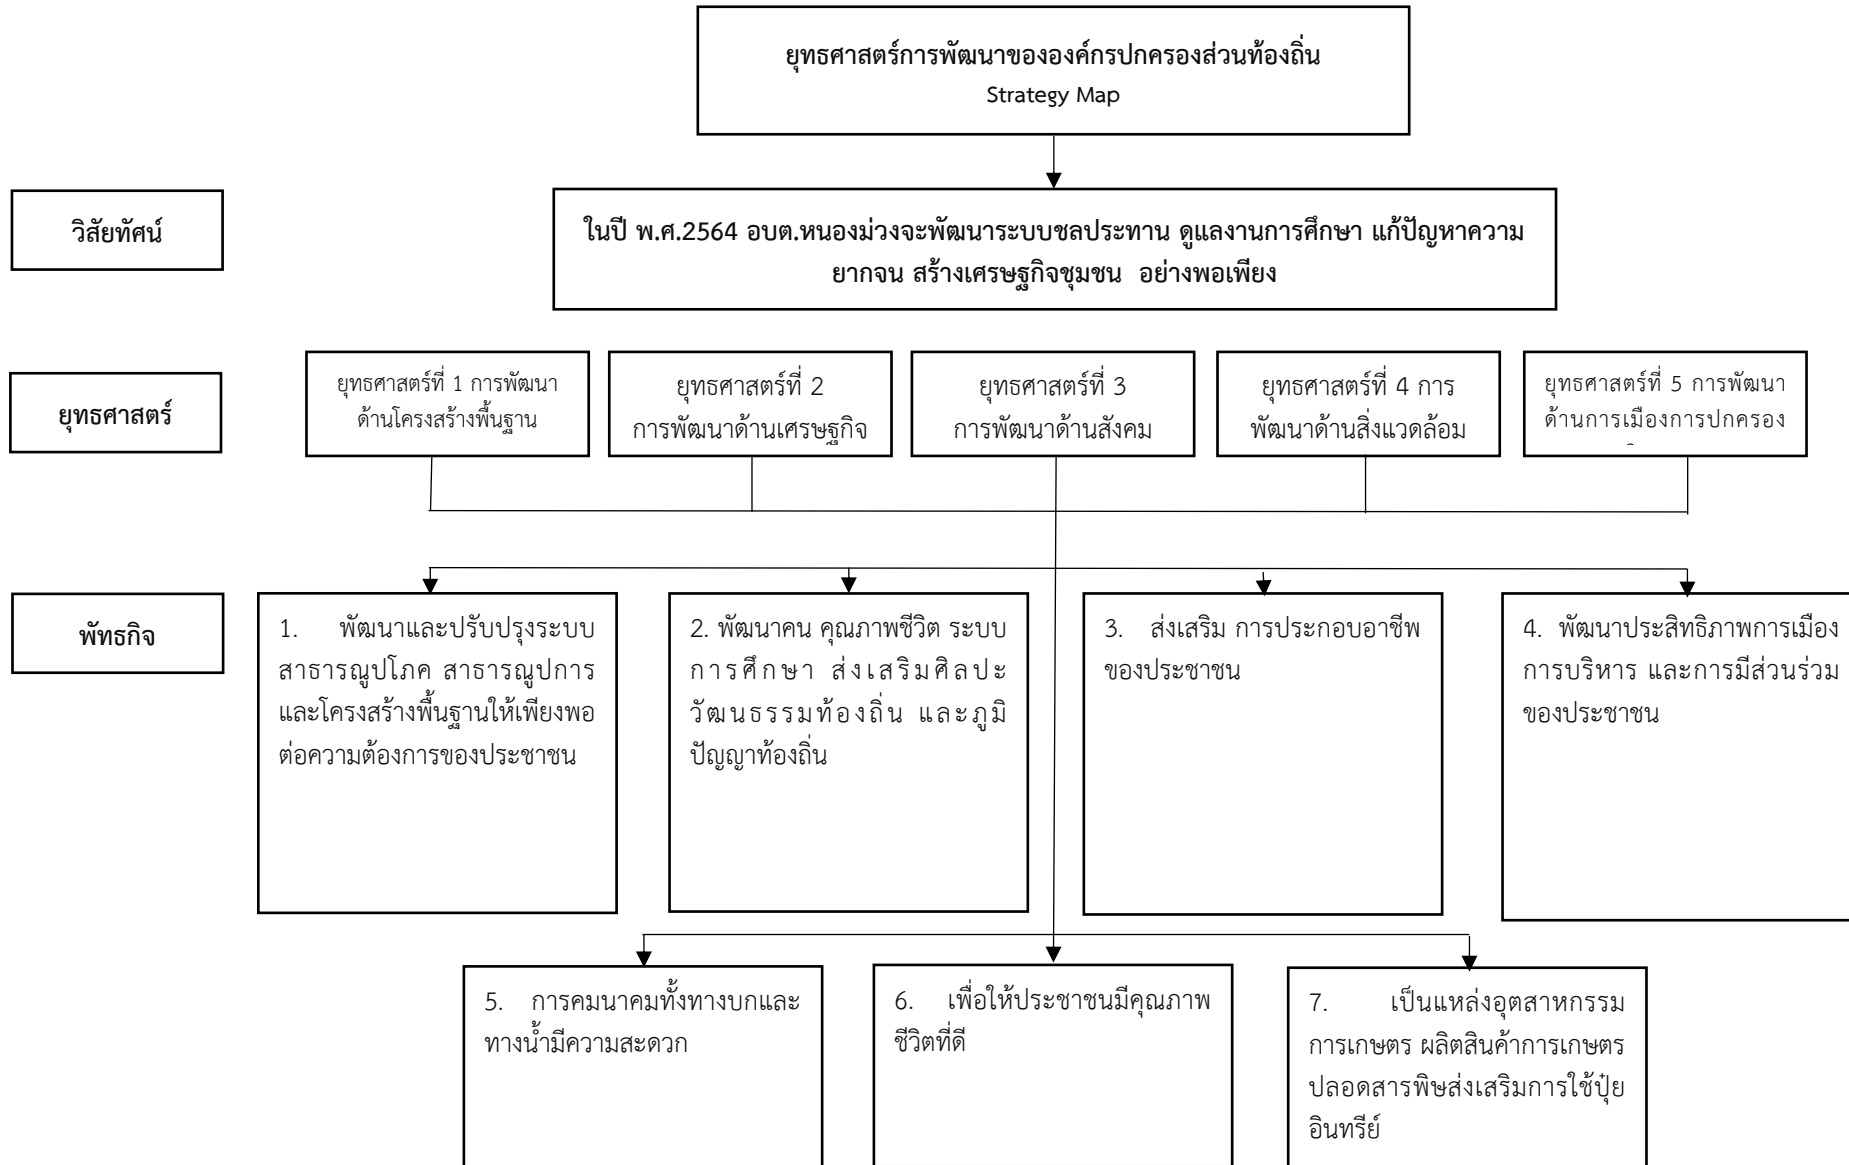 ยุทธศาสตร์การพัฒนาขององค์กรปกครองส่วนท้องถิ่น
Strategy Map
วิสัยทัศน์
ในปี พ.ศ.2564 อบต.หนองม่วงจะพัฒนาระบบชลประทาน ดูแลงานการศึกษา แก้ปัญหาความ
ยากจน สร้างเศรษฐกิจชุมชน อย่างพอเพียง
ยุทธศาสตร์
ยุทธศาสตร์ที่ 1 การพัฒนา
ด้านโครงสร้างพื้นฐาน
ยุทธศาสตร์ที่ 2
การพัฒนาด้านเศรษฐกิจ
ยุทธศาสตร์ที่ 3
การพัฒนาด้านสังคม
ยุทธศาสตร์ที่ 4 การ
พัฒนาด้านสิ่งแวดล้อม
ยุทธศาสตร์ที่ 5 การพัฒนา
ด้านการเมืองการปกครอง
พัทธกิจ
1. พัฒนาและปรับปรุงระบบ
สาธารณูปโภค สาธารณูปการ
และโครงสร้างพื้นฐานให้เพียงพอ
ต่อความต้องการของประชาชน
2. พัฒนาคน คุณภาพชีวิต ระบบ
การศึกษา ส่งเสริมศิลปะ
วัฒนธรรมท้องถิ่น และภูมิ
ปัญญาท้องถิ่น
3. ส่งเสริม การประกอบอาชีพ
ของประชาชน
4. พัฒนาประสิทธิภาพการเมือง
การบริหาร และการมีส่วนร่วม
ของประชาชน
5. การคมนาคมทั้งทางบกและ
ทางน้ำมีความสะดวก
6. เพื่อให้ประชาชนมีคุณภาพ
ชีวิตที่ดี
7. เป็นแหล่งอุตสาหกรรม
การเกษตร ผลิตสินค้าการเกษตร
ปลอดสารพิษส่งเสริมการใช้ปุ๋ย
อินทรีย์